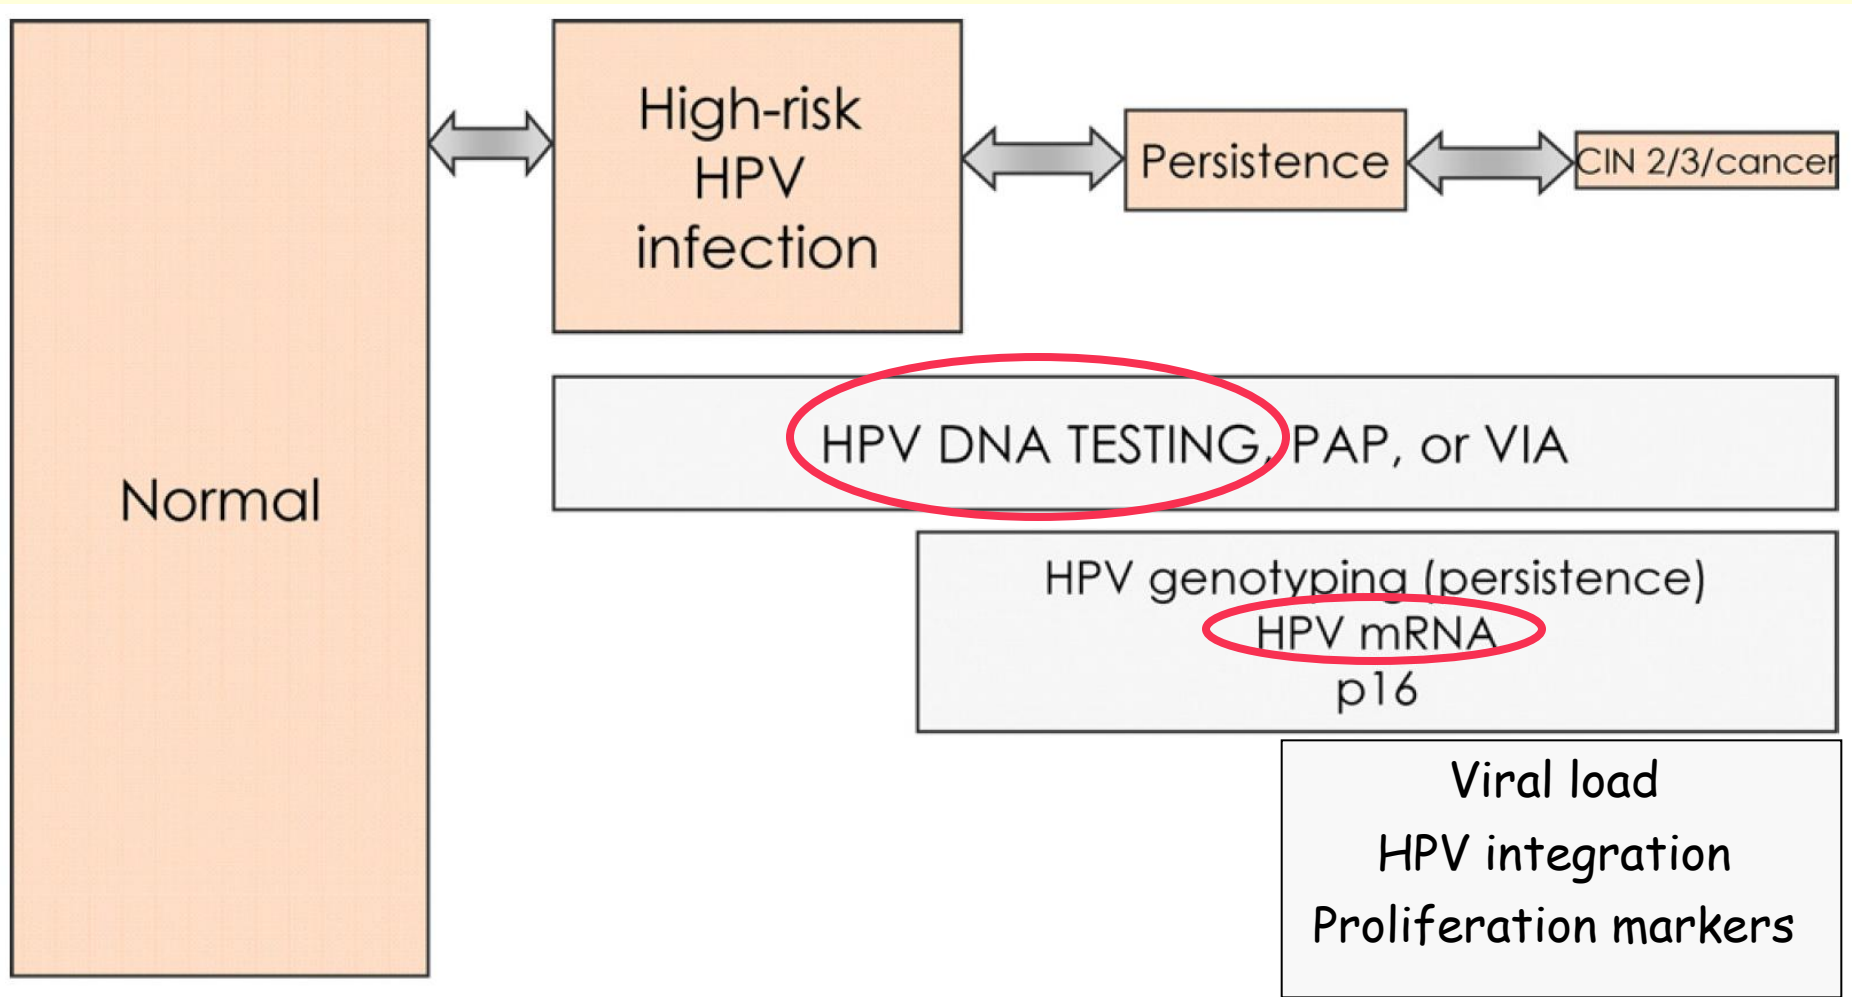 Normal
High-risk
HPV
infection
Persistence
CIN 2/3/cancer
HPV DNA TESTING, PAP, or VIA
HPV genotyping (persistence)
HPV mRNA
p16
Viral load
HPV integration
Proliferation markers